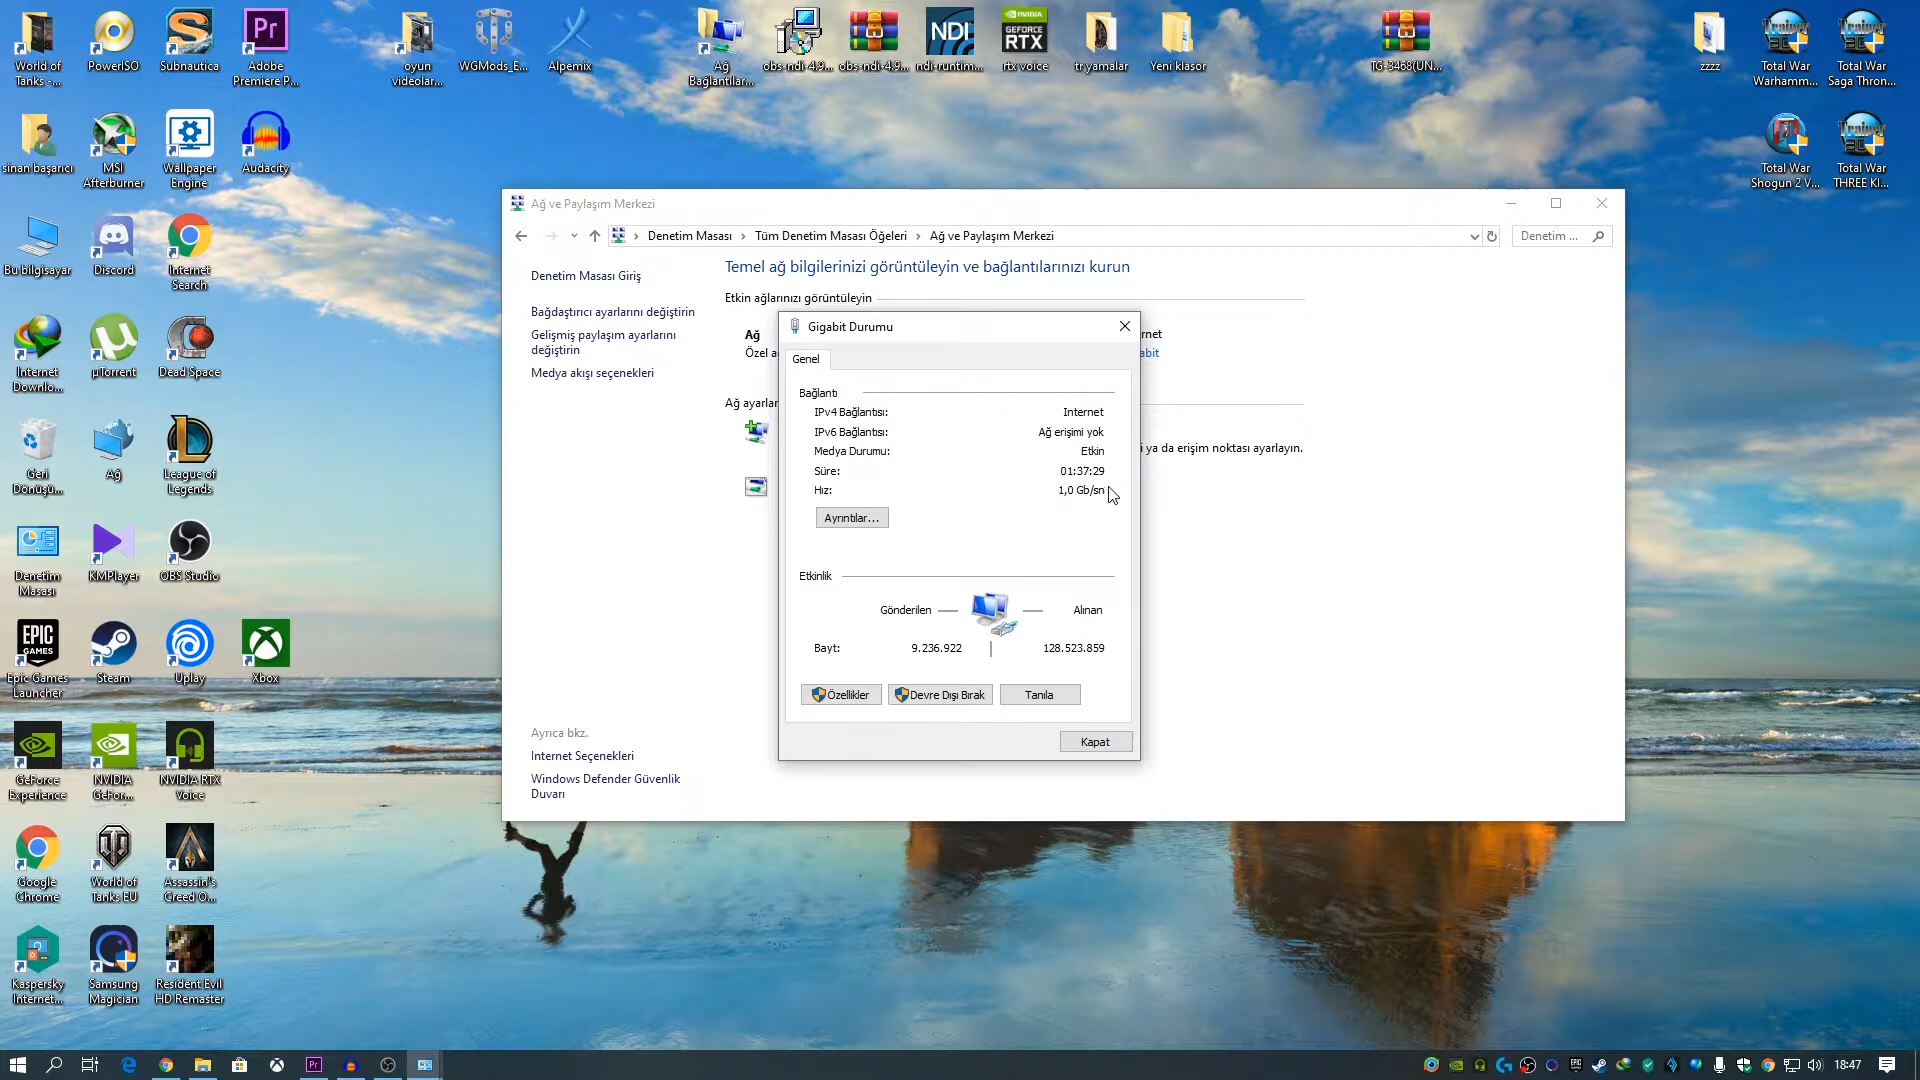 World of
Tanks -...
PowerISO
Subnautica
Adobe
Premiere P...
oyun
videolar...
WGMods_E...
Alpemix
Ağ
Bağlantılar...
obs-ndi-4.9...
obs-ndi-4.9...
ndi-runtim...
rtx voice
tr yamalar
Yeni klasör
TG-3468(UN...
zzzz
Total War
Warhamm...
Total War
Saga Thron...
sinan başarıcı
MSI
Afterburner
Wallpaper
Engine
Audacity
Total War
Shogun 2 V...
Total War
THREE KI...
Bu bilgisayar
Discord
Internet
Search
Internet
Downlo...
µTorrent
Dead Space
Geri
Dönüşü...
Ağ
League of
Legends
Denetim
Masası
KMPlayer
OBS Studio
Epic Games
Launcher
Steam
Uplay
Xbox
GeForce
Experience
NVIDIA
GeFor...
NVIDIA RTX
Voice
Google
Chrome
World of
Tanks EU
Assassin's
Creed O...
Kaspersky
Internet...
Samsung
Magician
Resident Evil
HD Remaster
Ağ ve Paylaşım Merkezi
Denetim Masası > Tüm Denetim Masası Öğeleri > Ağ ve Paylaşım Merkezi
Denetim ...
Denetim Masası Giriş
Bağdaştırıcı ayarlarını değiştirin
Gelişmiş paylaşım ayarlarını
değiştirin
Medya akışı seçenekleri
Ayrıca bkz.
Internet Seçenekleri
Windows Defender Güvenlik
Duvarı
Temel ağ bilgilerinizi görüntüleyin ve bağlantılarınızı kurun
Etkin ağlarınızı görüntüleyin
Ağ
Özel a
rnet
abit
Ağ ayarlar
i ya da erişim noktası ayarlayın.
Gigabit Durumu
Genel
Bağlantı
IPv4 Bağlantısı: Internet
IPv6 Bağlantısı: Ağ erişimi yok
Medya Durumu: Etkin
Süre: 01:37:29
Hız: 1,0 Gb/sn
Ayrıntılar...
Etkinlik
Gönderilen
Alınan
Bayt: 9.236.922 128.523.859
Özellikler
Devre Dışı Bırak
Tanıla
Kapat
18:47